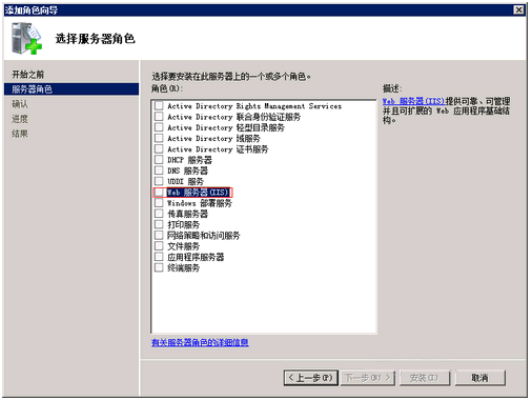 添加角色向导
选择服务器角色
开始之前
服务器角色
确认
进度
结果
选择要安装在此服务器上的一个或多个角色。
角色(R):
Active Directory Rights Management Services
Active Directory 联合身份验证服务
Active Directory 轻型目录服务
Active Directory 域服务
Active Directory 证书服务
DHCP 服务器
DNS 服务器
UDDI 服务
Web 服务器(IIS)
Windows 部署服务
传真服务器
打印服务
网络策略和访问服务
文件服务
应用程序服务器
终端服务
有关服务器角色的详细信息
描述:
Web 服务器(IIS)提供可靠、可管理
并且可扩展的 Web 应用程序基础结
构。
< 上一步(P)
下一步(N) >
安装(I)
取消